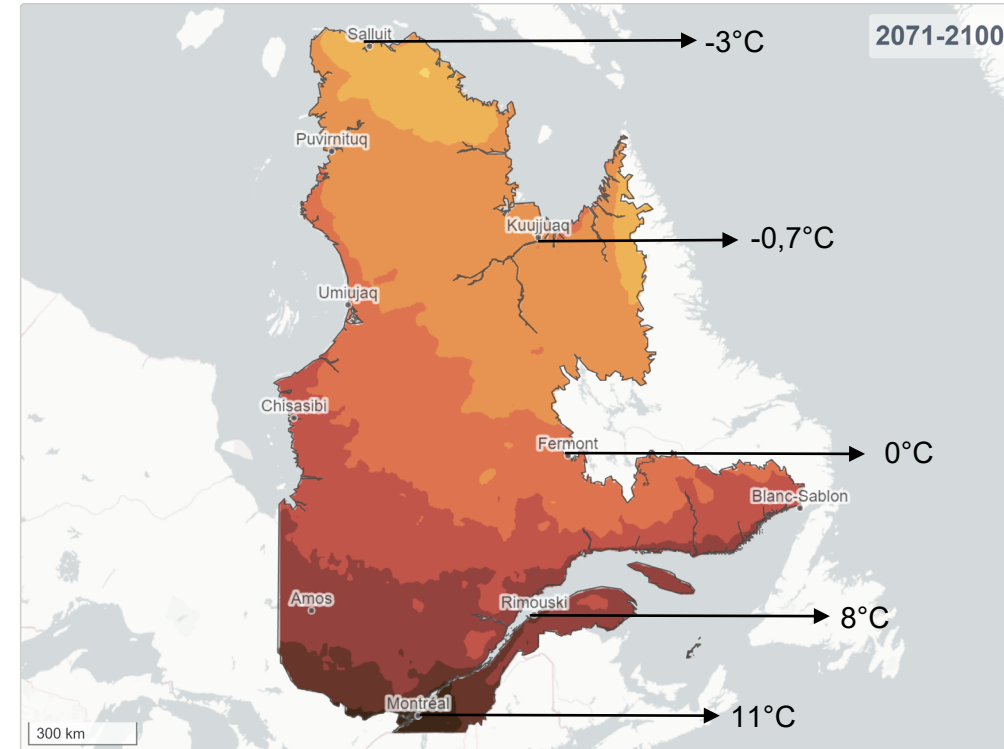 Salluit
-3°C
2071-2100
Puvirnituq
Kuujjuaq
-0,7°C
Umiujaq
Chisasibi
Fermont
0°C
Blanc-Sablon
Amos
Rimouski
8°C
Montréal
11°C
300 km